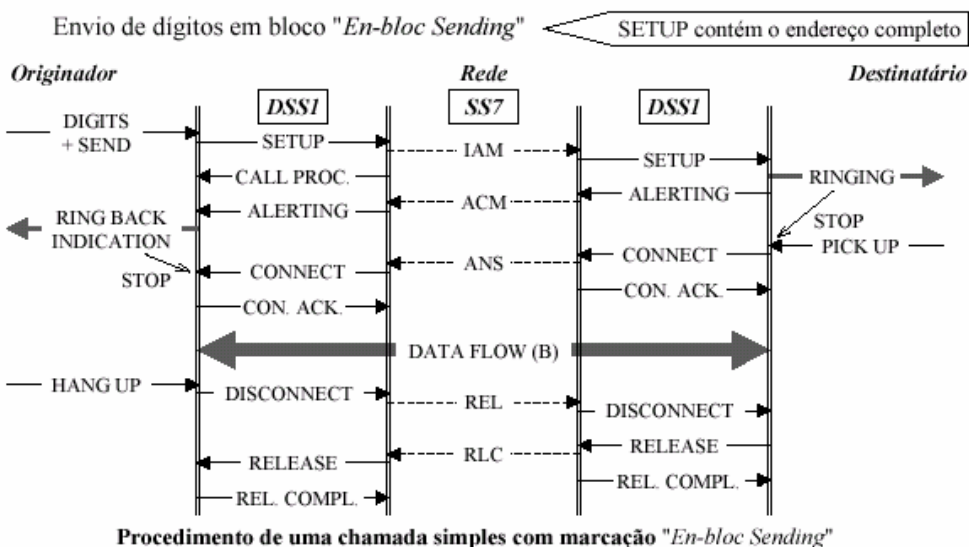 Envio de dígitos em bloco "En-bloc Sending"
SETUP contém o endereço completo
Originador
Rede
Destinatário
DSS1
SS7
DSS1
DIGITS
+ SEND
SETUP
IAM
SETUP
CALL PROC.
RINGING
ALERTING
ACM
ALERTING
RING BACK
INDICATION
STOP
PICK UP
STOP
CONNECT
ANS
CONNECT
CON. ACK.
CON. ACK.
DATA FLOW (B)
HANG UP
DISCONNECT
REL
DISCONNECT
RELEASE
RLC
RELEASE
REL. COMPL.
REL. COMPL.
Procedimento de uma chamada simples com marcação "En-bloc Sending"